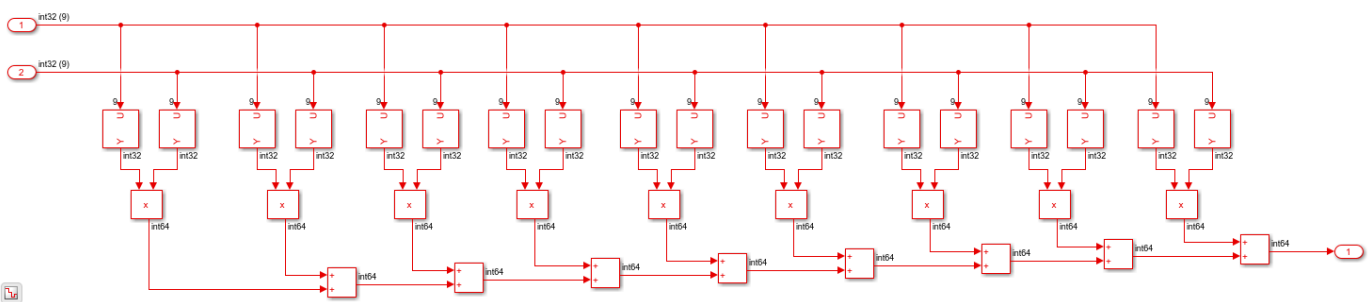 1 int32 (9)
2 int32 (9)
9 9 9 9 9 9 9 9 9 9 9 9 9 9 9 9 9 9
U U U U U U U U U U U U U U U U U U
Y Y Y Y Y Y Y Y Y Y Y Y Y Y Y Y Y Y
int32 int32 int32 int32 int32 int32 int32 int32 int32 int32 int32 int32 int32 int32 int32 int32 int32 int32
x x x x x x x x x
int64 int64 int64 int64 int64 int64 int64 int64 int64
+ + int64
+ + int64
+ + int64
+ + int64
+ + int64
+ + int64
+ + int64
+ + int64
1